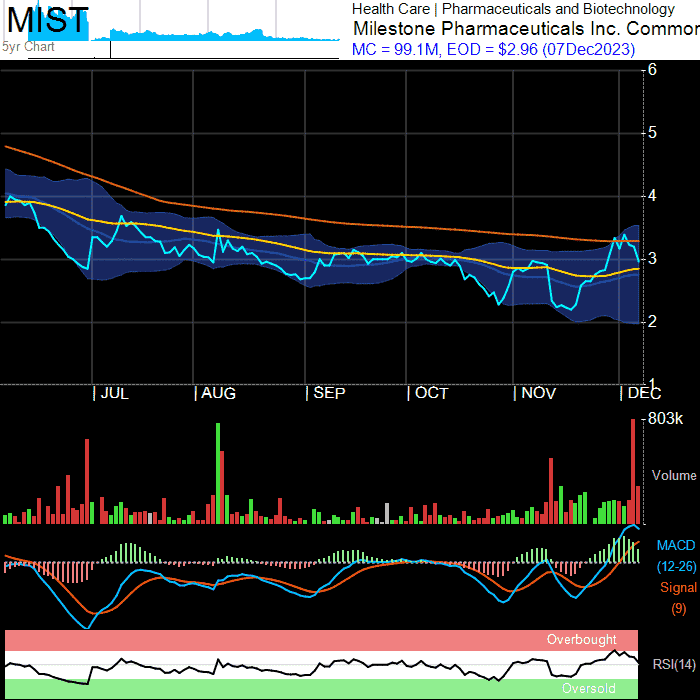 MIST
5yr Chart
Health Care | Pharmaceuticals and Biotechnology
Milestone Pharmaceuticals Inc. Common
MC = 99.1M, EOD = $2.96 (07Dec2023)
6
5
4
3
2
1
JUL
AUG
SEP
OCT
NOV
DEC
803k
Volume
MACD
(12-26)
Signal
(9)
Overbought
RSI(14)
Oversold